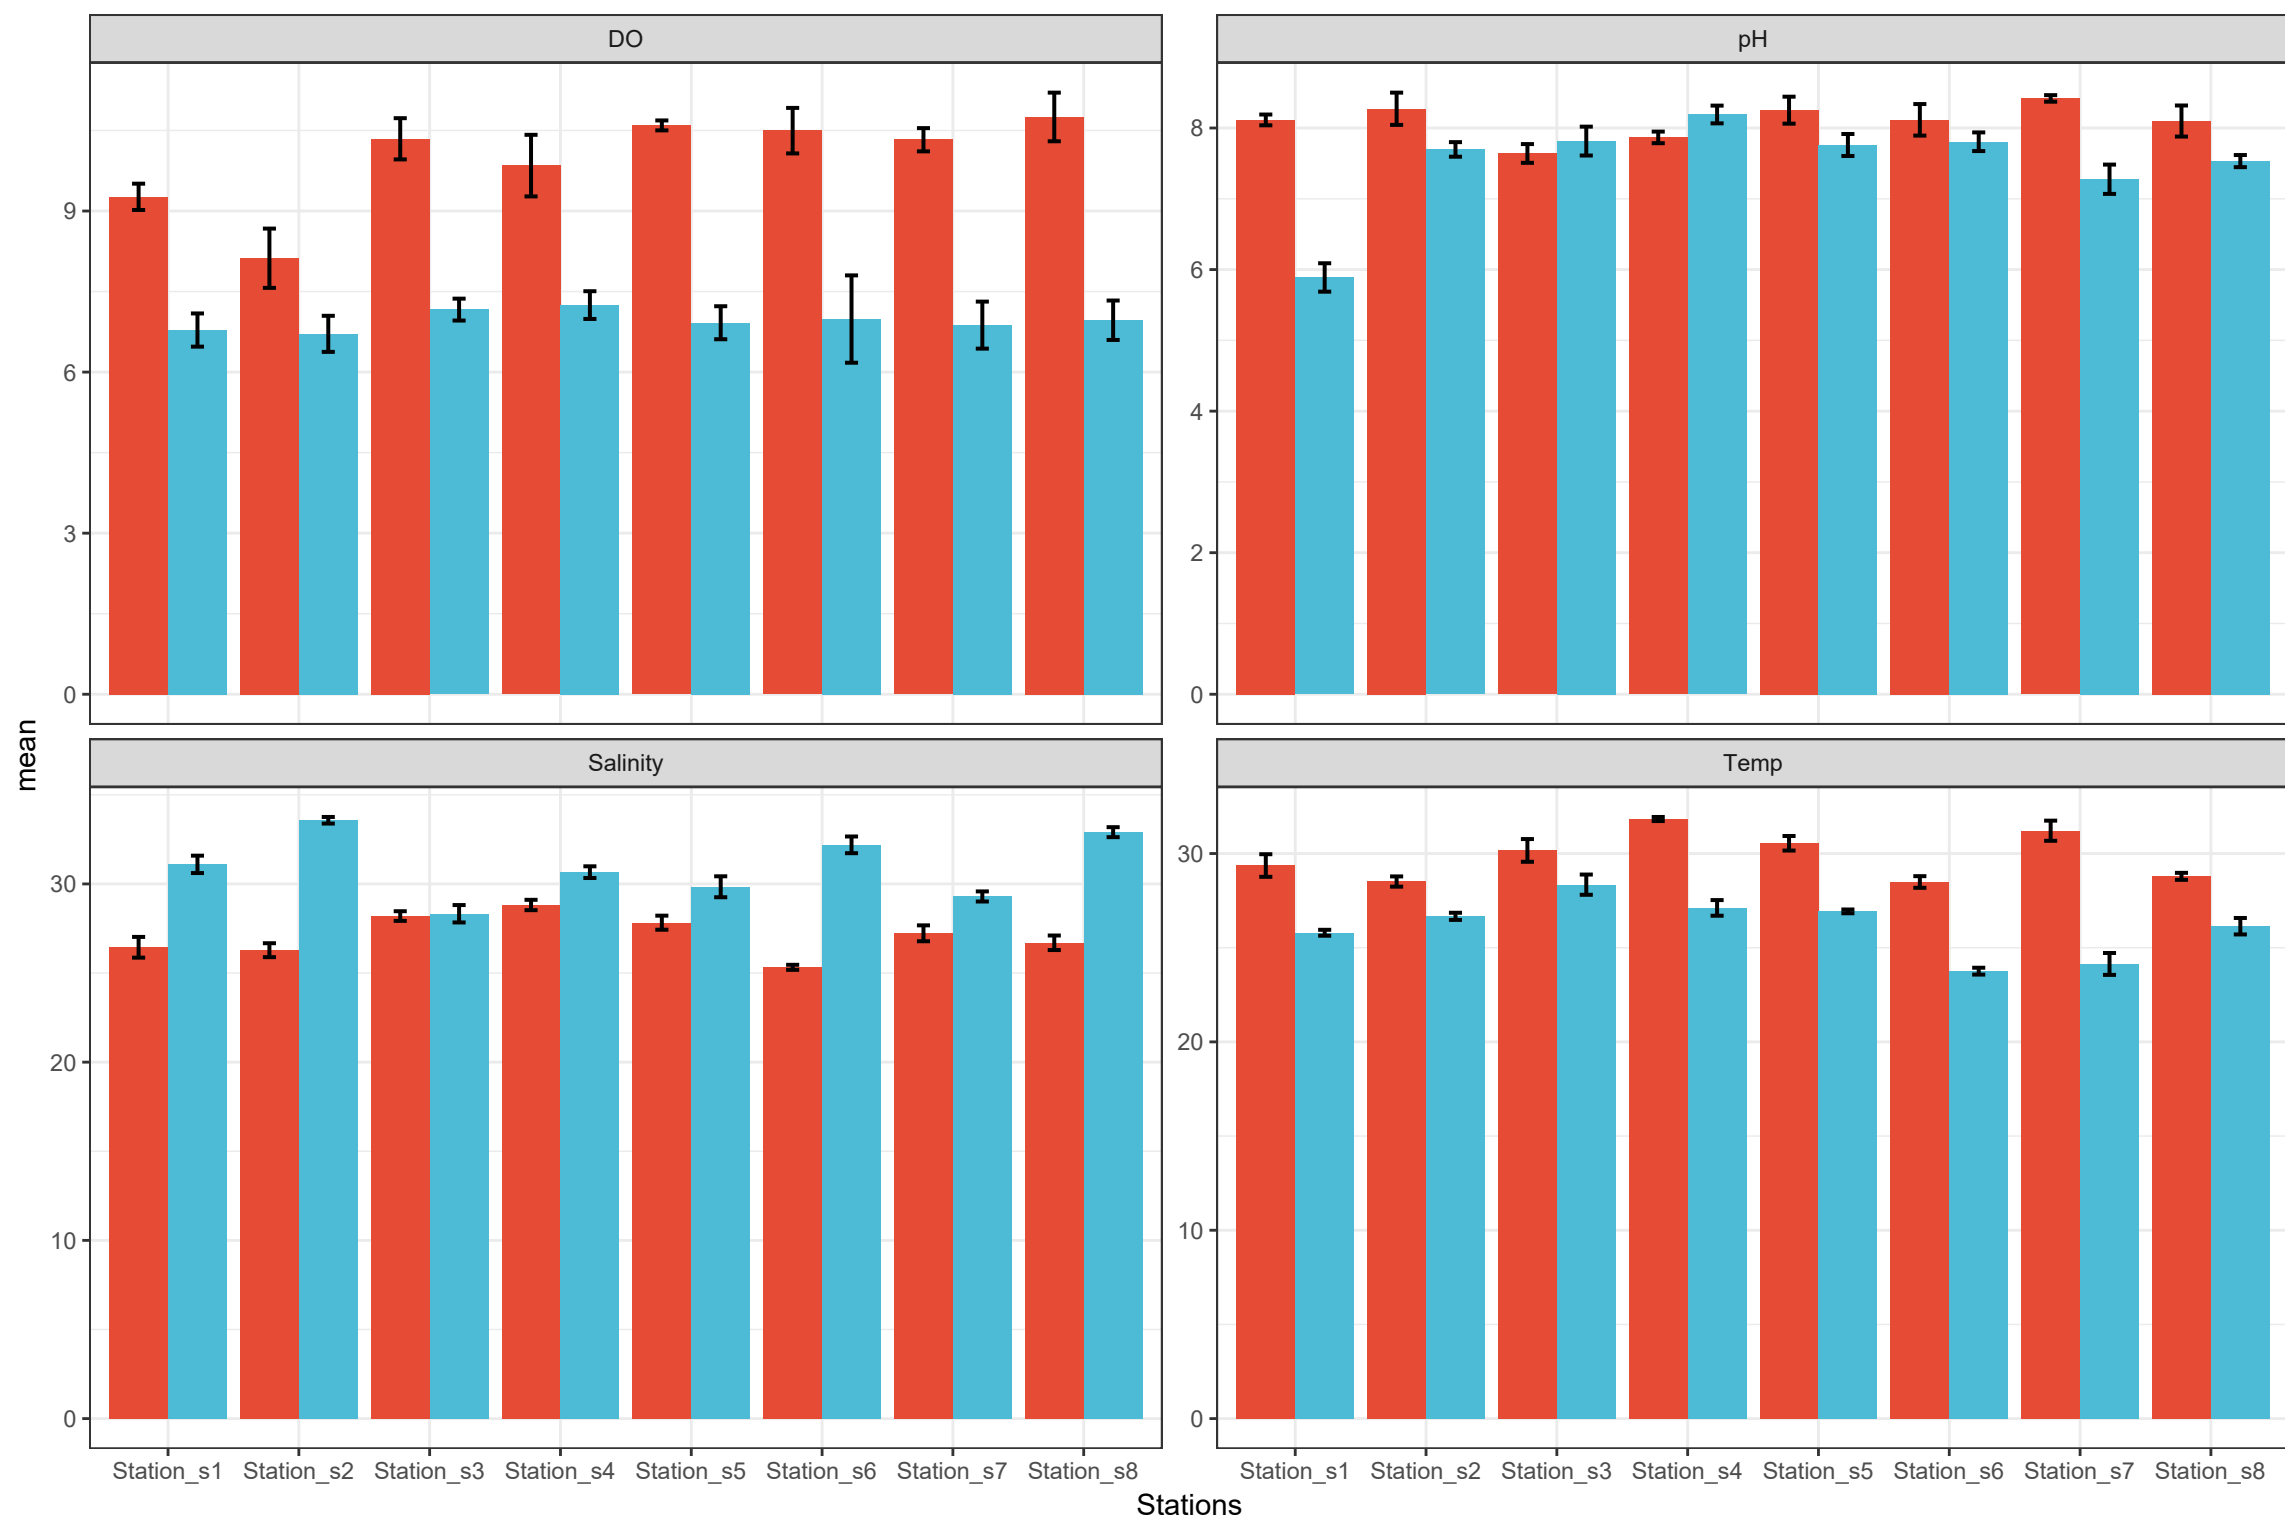 DO
pH
9
6
3
0
8
6
4
2
0
mean
Salinity
Temp
30
20
10
0
30
20
10
0
Station_s1 Station_s2 Station_s3 Station_s4 Station_s5 Station_s6 Station_s7 Station_s8
Station_s1 Station_s2 Station_s3 Station_s4 Station_s5 Station_s6 Station_s7 Station_s8
Stations